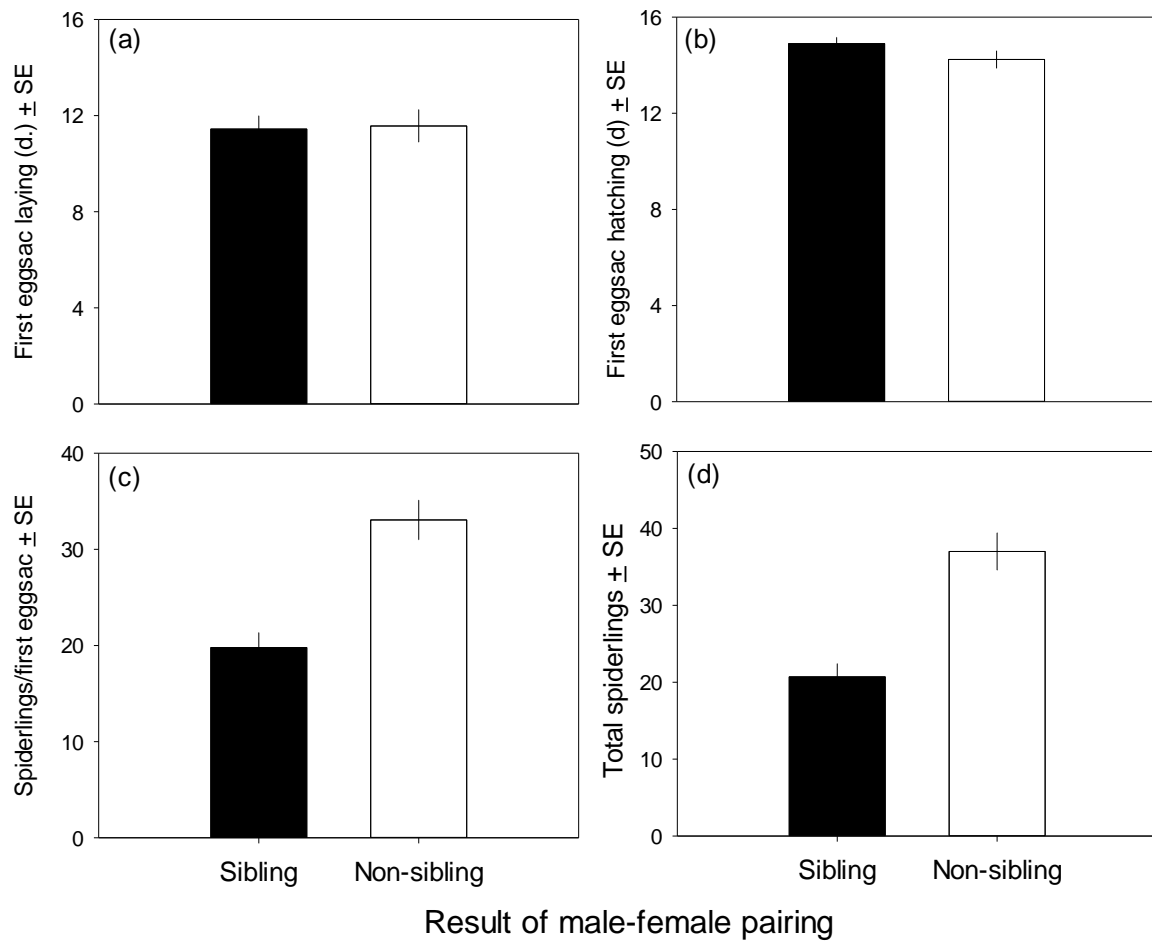 (a)
First eggsac laying (d.) ± SE
16
12
8
4
0
(b)
First eggsac hatching (d) ± SE
16
12
8
4
0
(c)
Spiderlings/first eggsac ± SE
40
30
20
10
0
Sibling Non-sibling
(d)
Total spiderlings ± SE
50
40
30
20
10
0
Sibling Non-sibling
Result of male-female pairing